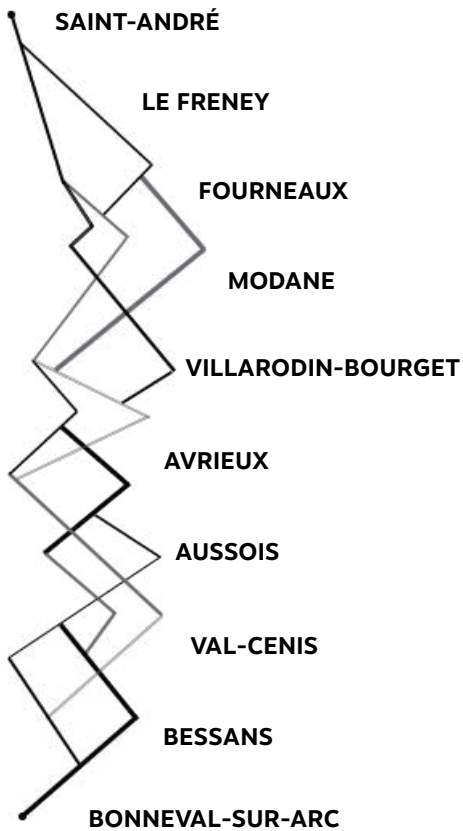 SAINT-ANDRÉ
LE FRENEY
FOURNEAUX
MODANE
VILLARODIN-BOURGET
AVRIEUX
AUSSOIS
VAL-CENIS
BESSANS
BONNEVAL-SUR-ARC